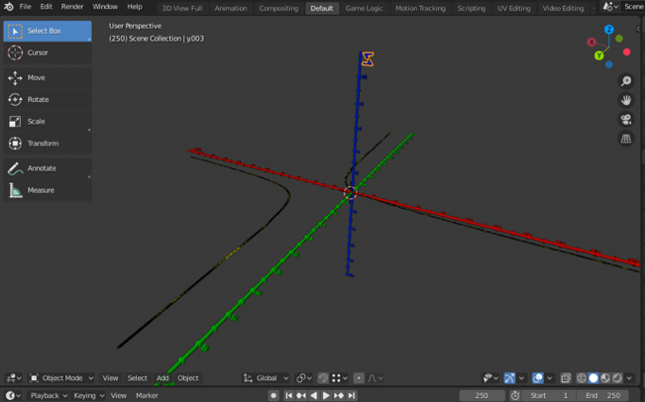 File Edit Render Window Help 3D View Full Animation Compositing Default Game Logic Motion Tracking Scripting UV Editing Video Editing Scene
User Perspective
(250) Scene Collection | y003
Select Box
Cursor
Move
Rotate
Scale
Transform
Annotate
Measure
Z
X
Y
Object Mode View Select Add Object Global
Playback Keying View Marker 250 Start 1 End 250